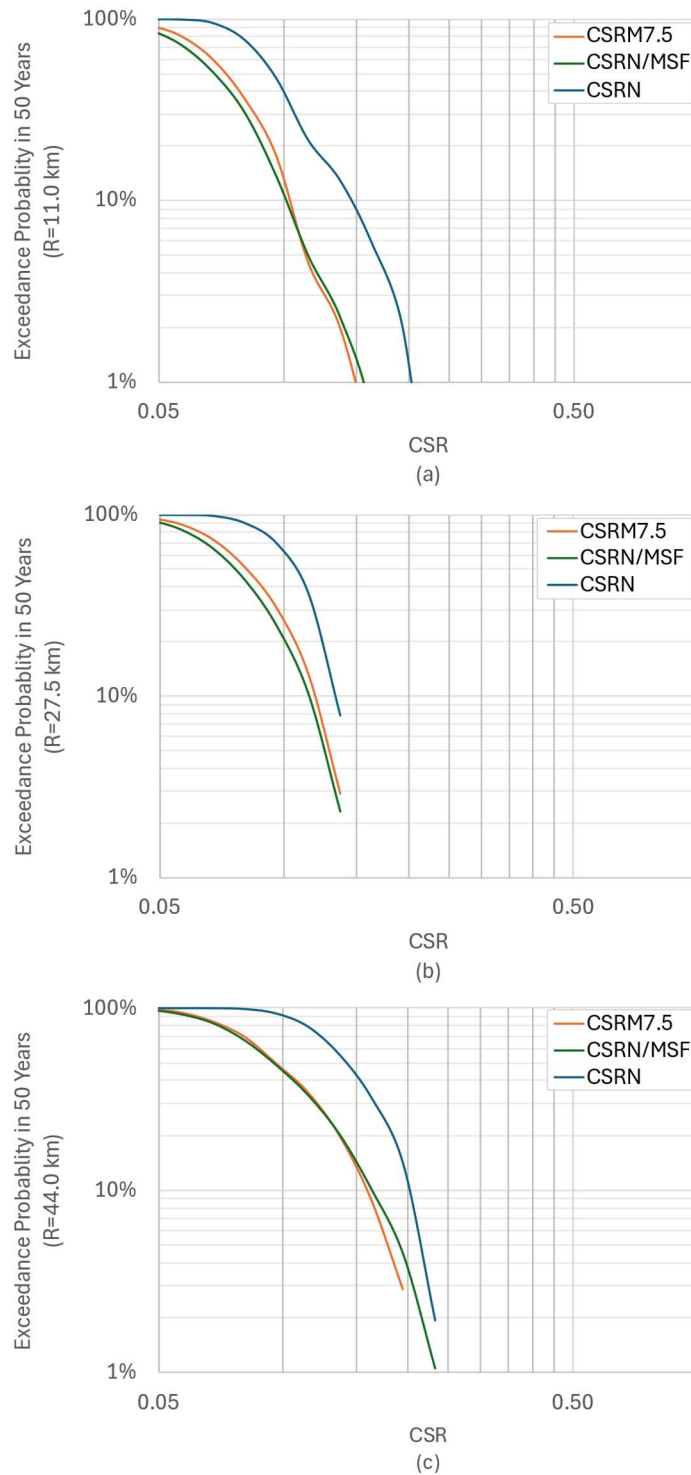 100%
10%
1%
Exceedance Probablity in 50 Years
(R=11.0 km)
CSRM7.5
CSRN/MSF
CSRN
0.05
0.50
CSR
(a)
100%
10%
1%
Exceedance Probablity in 50 Years
(R=27.5 km)
CSRM7.5
CSRN/MSF
CSRN
0.05
0.50
CSR
(b)
100%
10%
1%
Exceedance Probablity in 50 Years
(R=44.0 km)
CSRM7.5
CSRN/MSF
CSRN
0.05
0.50
CSR
(c)